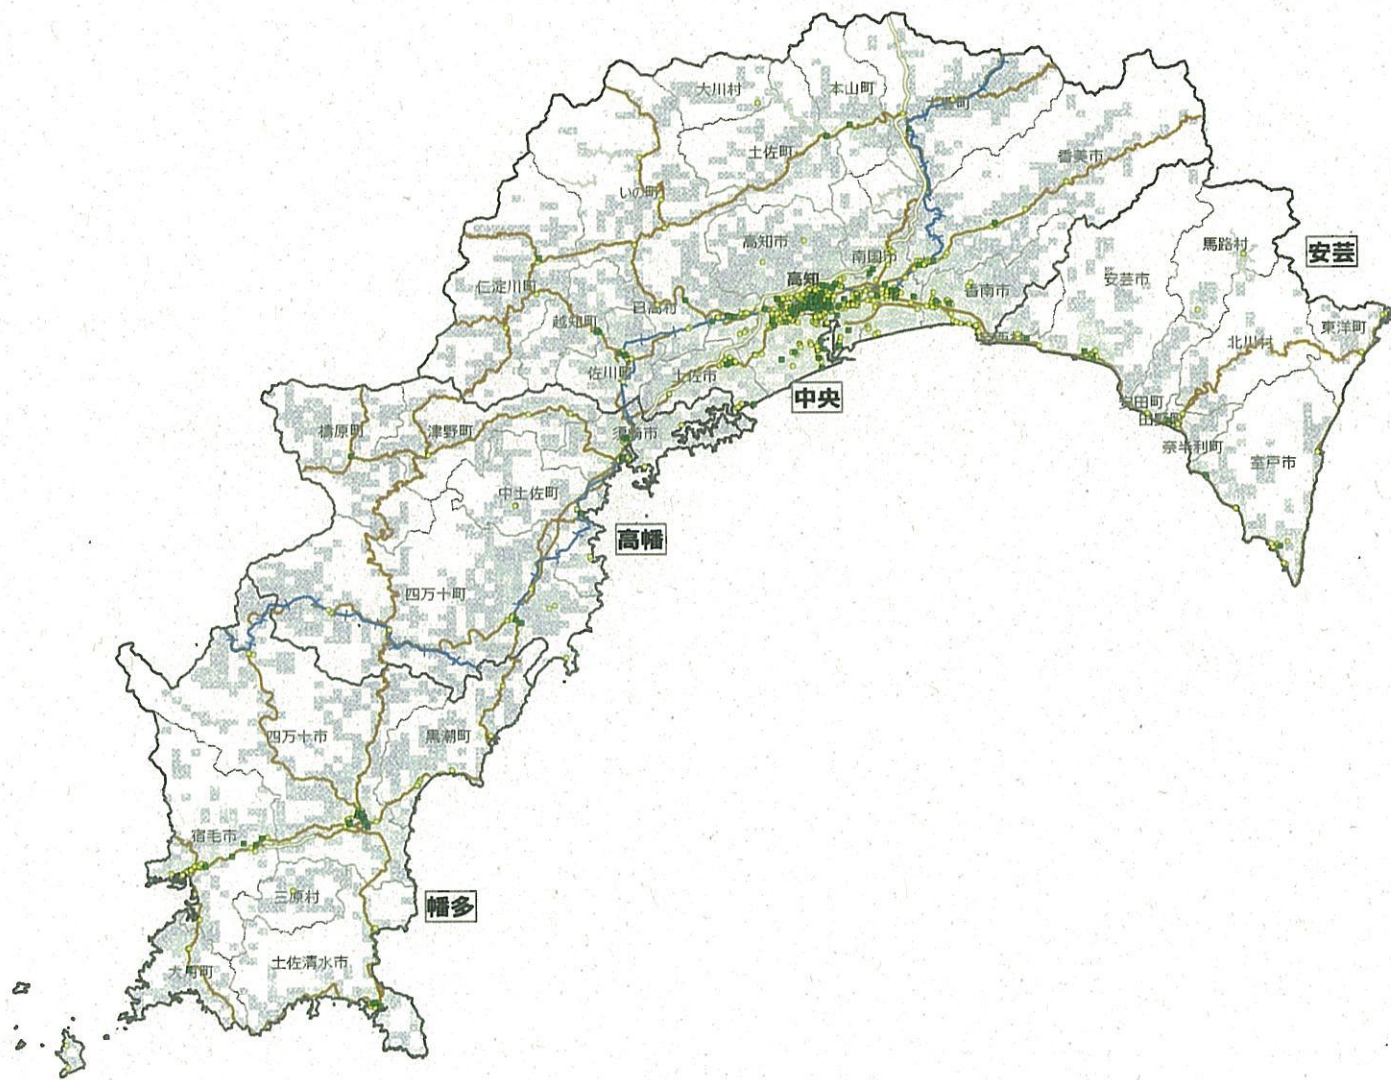 大川村
本山町
土佐町
香美市
いの町
高知市
南国市
馬路村
安芸
安芸市
高知
仁淀川町
香南市
日高村
越知町
東洋町
北川村
佐川町
土佐市
中央
田野町
檮原町
津野町
須崎市
奈半利町
室戸市
中土佐町
高幡
四万十町
四万十市
黒潮町
宿毛市
三原村
幡多
土佐清水市
大月町